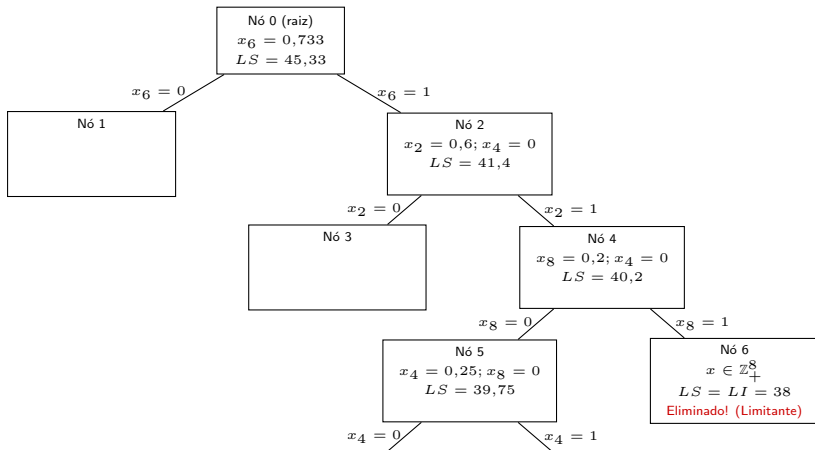 Nó 0 (raiz)
x₆ = 0,733
LS = 45,33
x₆ = 0
x₆ = 1
Nó 1
Nó 2
x₂ = 0,6; x₄ = 0
LS = 41,4
x₂ = 0
x₂ = 1
Nó 3
Nó 4
x₈ = 0,2; x₄ = 0
LS = 40,2
x₈ = 0
x₈ = 1
Nó 5
x₄ = 0,25; x₈ = 0
LS = 39,75
Nó 6
x ∈ ℤ₊⁸
LS = LI = 38
Eliminado! (Limitante)
x₄ = 0
x₄ = 1